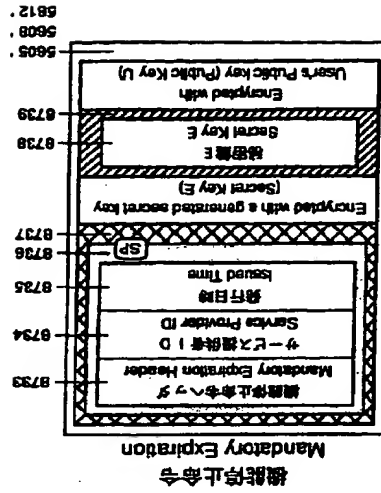 機能停止命令
Mandatory Expiration
機能停止命令ヘッダ
Mandatory Expiration Header
8733
サービス提供者ID
Service Provider ID
8734
発行日時
Issued Time
8735
SP
8736
8737
Encrypted with a generated secret key
(Secret Key E)
秘密鍵E
Secret Key E
8738
8739
Encrypted with
User's Public key (Public Key U)
5605,
5608,
5812,